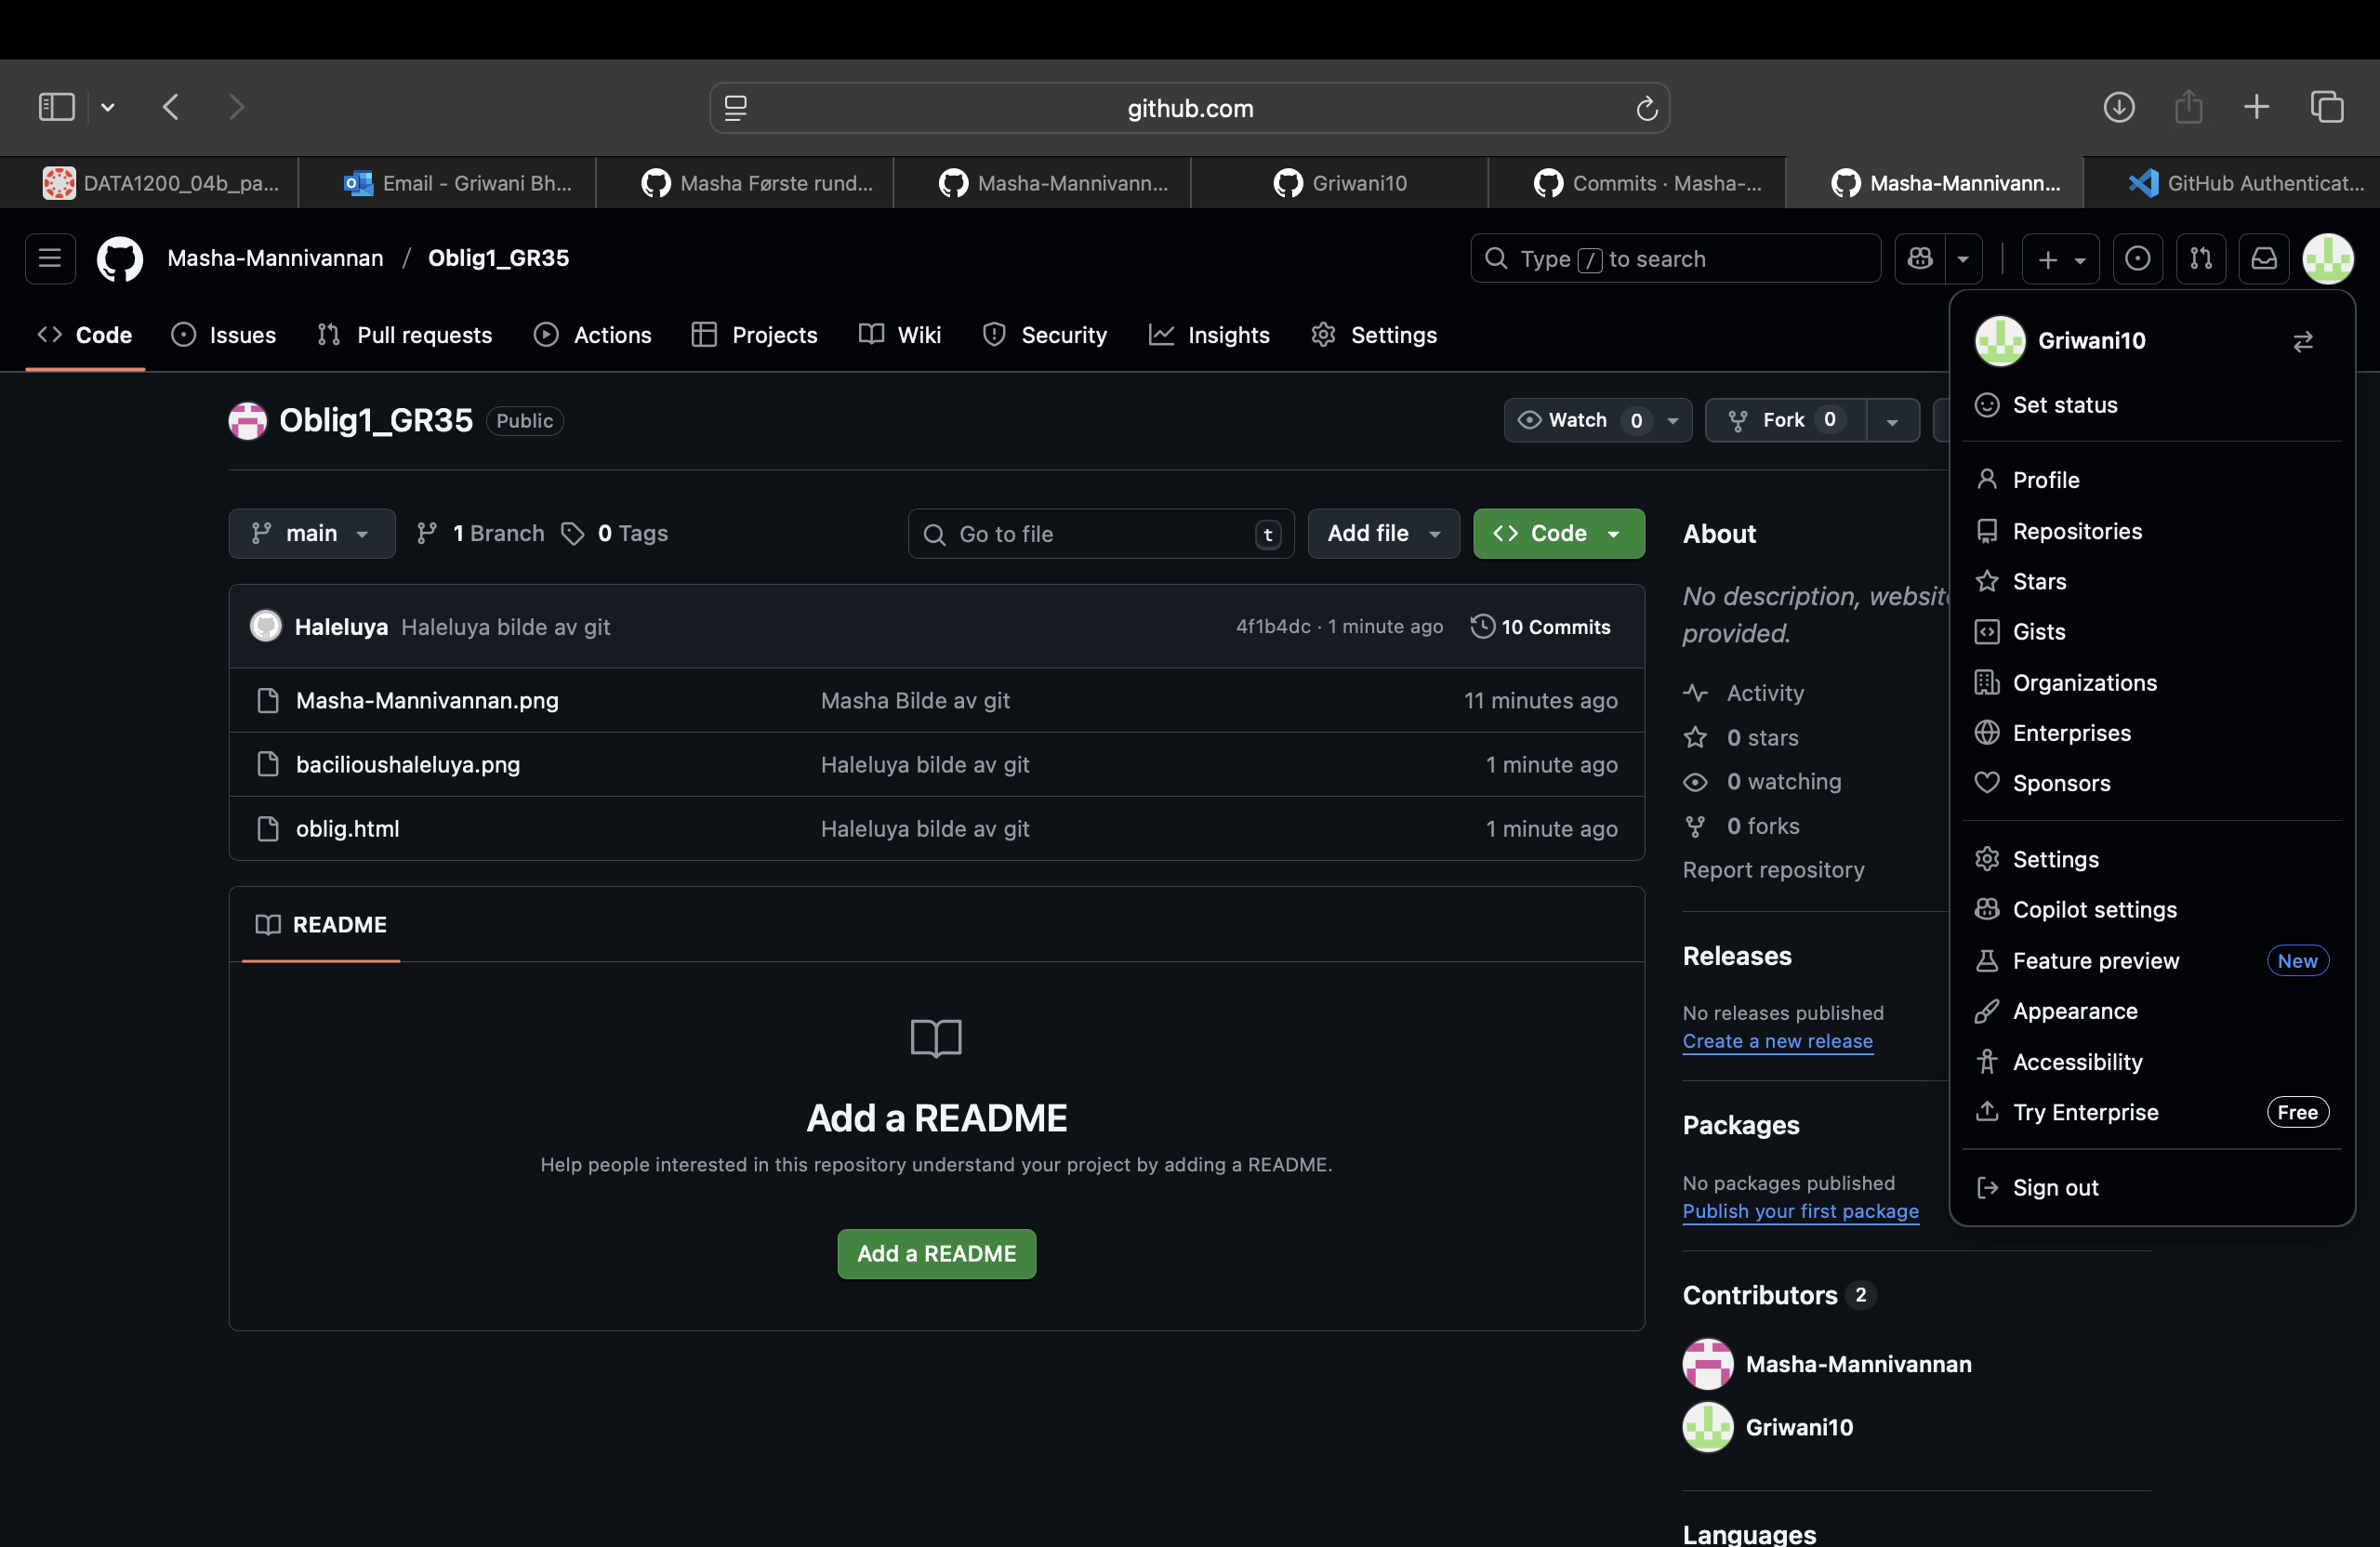 github.com
DATA1200_04b_pa...
Email - Griwani Bh...
Masha Første rund...
Masha-Mannivann...
Griwani10
Commits · Masha-...
Masha-Mannivann...
GitHub Authenticat...
Masha-Mannivannan / Oblig1_GR35
Type / to search
Code
Issues
Pull requests
Actions
Projects
Wiki
Security
Insights
Settings
Oblig1_GR35 Public
Watch 0
Fork 0
main
1 Branch
0 Tags
Go to file t
Add file
Code
Haleluya Haleluya bilde av git 4f1b4dc · 1 minute ago 10 Commits
Masha-Mannivannan.png Masha Bilde av git 11 minutes ago
bacilioushaleluya.png Haleluya bilde av git 1 minute ago
oblig.html Haleluya bilde av git 1 minute ago
README
Add a README
Help people interested in this repository understand your project by adding a README.
Add a README
About
No description, website
provided.
Activity
0 stars
0 watching
0 forks
Report repository
Releases
No releases published
Create a new release
Packages
No packages published
Publish your first package
Contributors 2
Masha-Mannivannan
Griwani10
Languages
Griwani10
Set status
Profile
Repositories
Stars
Gists
Organizations
Enterprises
Sponsors
Settings
Copilot settings
Feature preview New
Appearance
Accessibility
Try Enterprise Free
Sign out